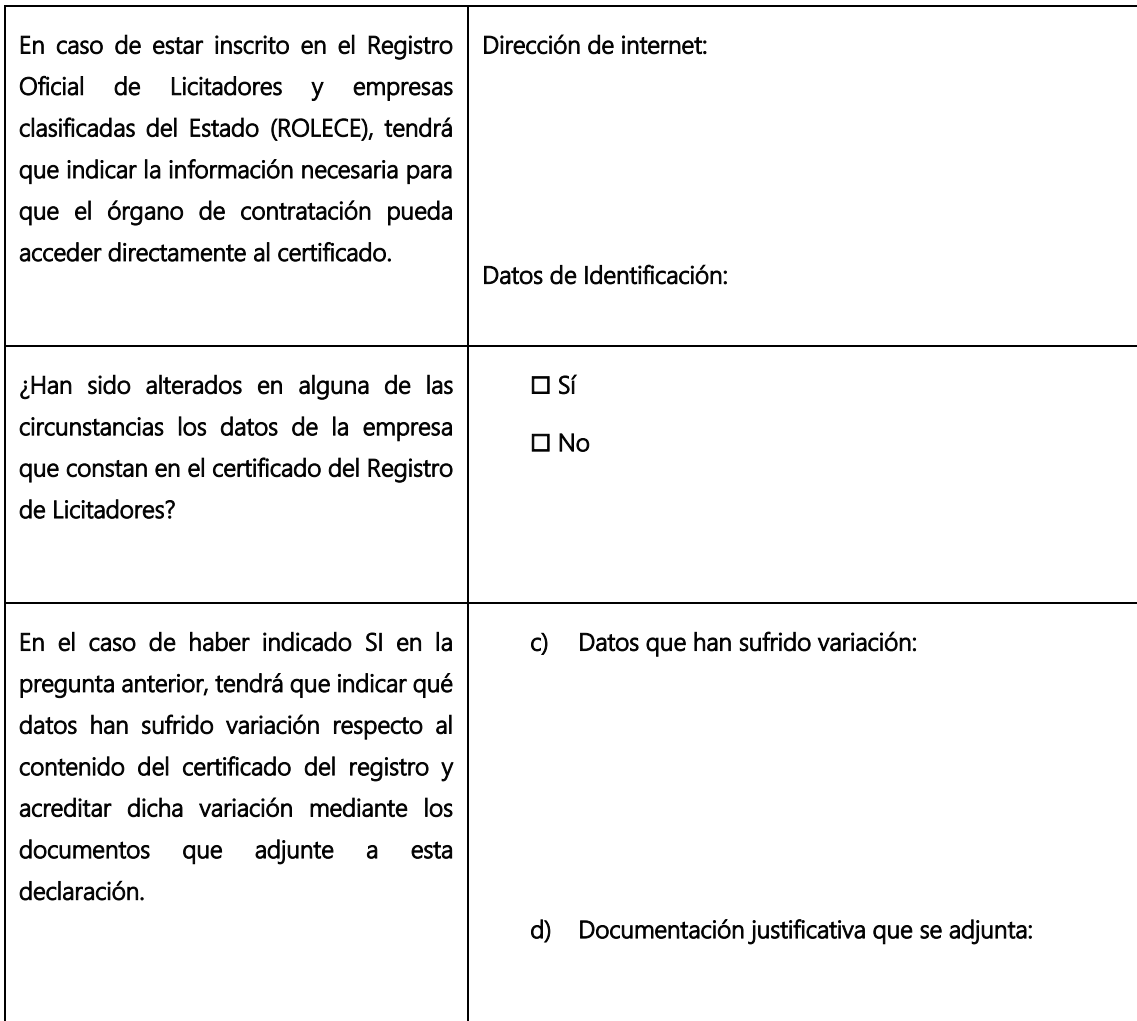 En caso de estar inscrito en el Registro
Oficial de Licitadores y empresas
clasificadas del Estado (ROLECE), tendrá
que indicar la información necesaria para
que el órgano de contratación pueda
acceder directamente al certificado.
Dirección de internet:
Datos de Identificación:
¿Han sido alterados en alguna de las
circunstancias los datos de la empresa
que constan en el certificado del Registro
de Licitadores?
☐ Sí
☐ No
En el caso de haber indicado SI en la
pregunta anterior, tendrá que indicar qué
datos han sufrido variación respecto al
contenido del certificado del registro y
acreditar dicha variación mediante los
documentos que adjunte a esta
declaración.
c) Datos que han sufrido variación:
d) Documentación justificativa que se adjunta: